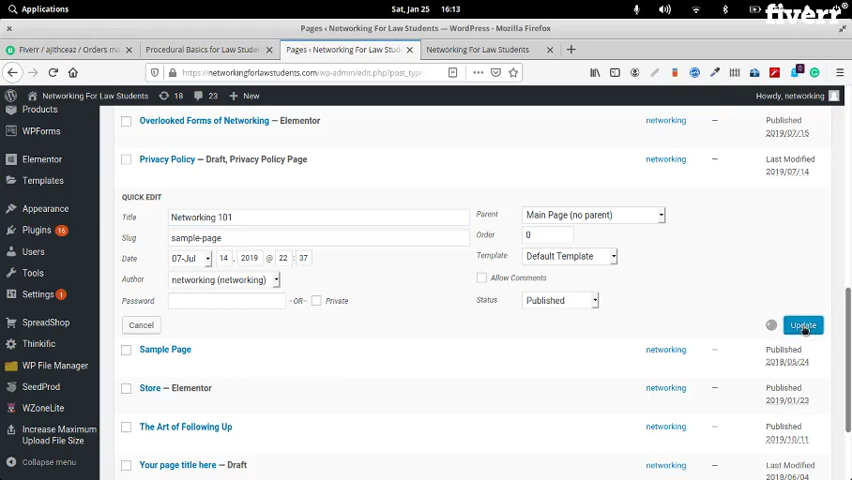 Applications
Sat, Jan 25
16:13
fiverr
Pages ‹ Networking For Law Students — WordPress - Mozilla Firefox
Fiverr / ajitheaz / Orders ma
Procedural Basics for Law Studen
Pages ‹ Networking For Law Stud
Networking For Law Students
https://networkingforlawstudents.com/wp-admin/edit.php?post_type
Networking For Law Students
18
23
New
Howdy, networking
Products
WPForms
Elementor
Templates
Appearance
Plugins 16
Users
Tools
Settings 1
SpreadShop
Thinkific
WP File Manager
SeedProd
WZoneLite
Increase Maximum
Upload File Size
Collapse menu
Overlooked Forms of Networking — Elementor
networking
—
Published
2019/07/15
Privacy Policy — Draft, Privacy Policy Page
networking
—
Last Modified
2019/07/14
QUICK EDIT
Title
Networking 101
Slug
sample-page
Date
07-Jul
14 , 2019 @ 22 : 37
Author
networking (networking)
Password
–OR–
Private
Parent
Main Page (no parent)
Order
0
Template
Default Template
Allow Comments
Status
Published
Cancel
Update
Sample Page
networking
—
Published
2018/05/24
Store — Elementor
networking
—
Published
2019/01/23
The Art of Following Up
networking
—
Published
2019/10/11
Your page title here — Draft
networking
—
Last Modified
2018/06/04